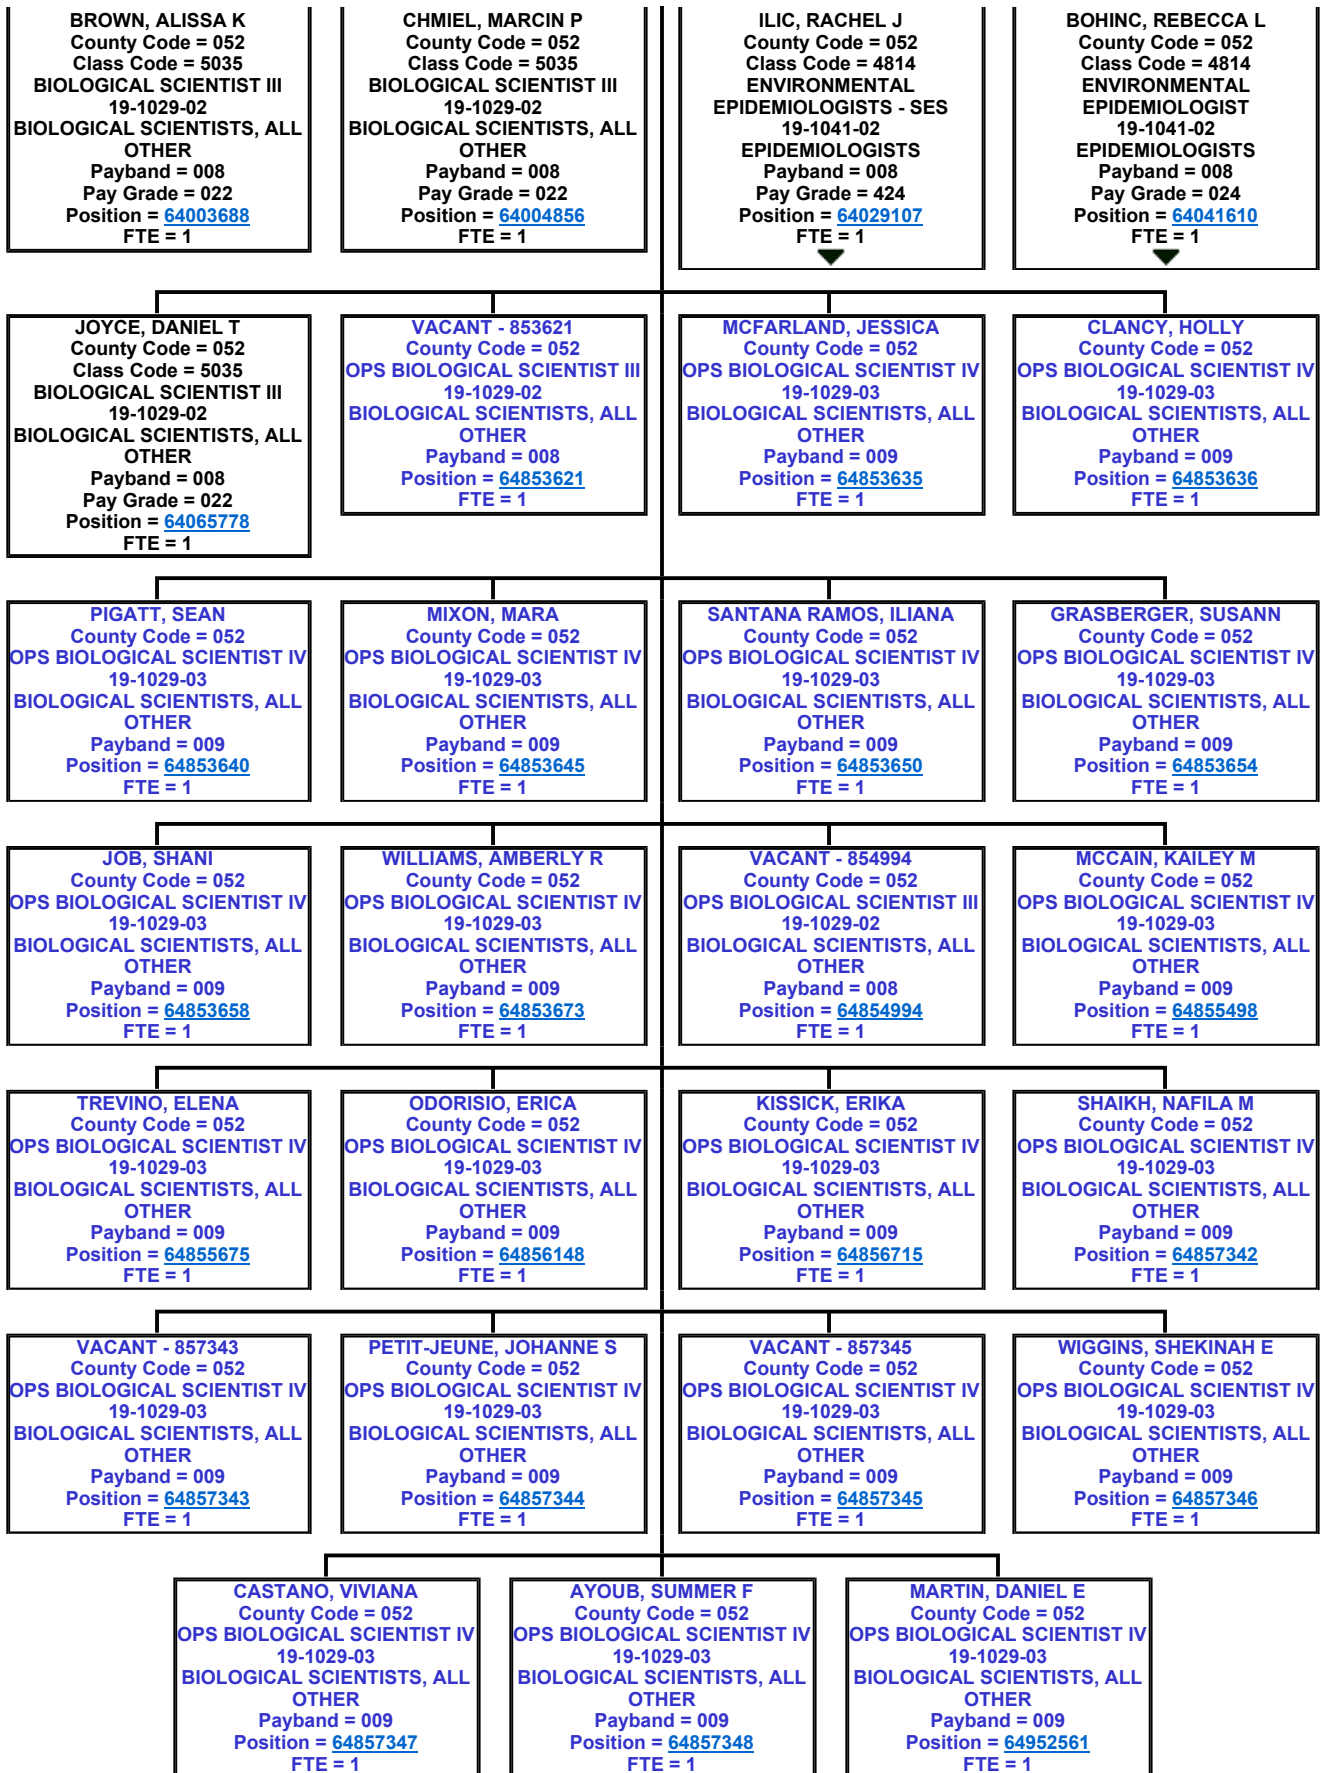 BROWN, ALISSA K
County Code = 052
Class Code = 5035
BIOLOGICAL SCIENTIST III
19-1029-02
BIOLOGICAL SCIENTISTS, ALL
OTHER
Payband = 008
Pay Grade = 022
Position = 64003688
FTE = 1
CHMIEL, MARCIN P
County Code = 052
Class Code = 5035
BIOLOGICAL SCIENTIST III
19-1029-02
BIOLOGICAL SCIENTISTS, ALL
OTHER
Payband = 008
Pay Grade = 022
Position = 64004856
FTE = 1
ILIC, RACHEL J
County Code = 052
Class Code = 4814
ENVIRONMENTAL
EPIDEMIOLOGISTS - SES
19-1041-02
EPIDEMIOLOGISTS
Payband = 008
Pay Grade = 424
Position = 64029107
FTE = 1
BOHINC, REBECCA L
County Code = 052
Class Code = 4814
ENVIRONMENTAL
EPIDEMIOLOGIST
19-1041-02
EPIDEMIOLOGISTS
Payband = 008
Pay Grade = 024
Position = 64041610
FTE = 1
JOYCE, DANIEL T
County Code = 052
Class Code = 5035
BIOLOGICAL SCIENTIST III
19-1029-02
BIOLOGICAL SCIENTISTS, ALL
OTHER
Payband = 008
Pay Grade = 022
Position = 64065778
FTE = 1
VACANT - 853621
County Code = 052
OPS BIOLOGICAL SCIENTIST III
19-1029-02
BIOLOGICAL SCIENTISTS, ALL
OTHER
Payband = 008
Position = 64853621
FTE = 1
MCFARLAND, JESSICA
County Code = 052
OPS BIOLOGICAL SCIENTIST IV
19-1029-03
BIOLOGICAL SCIENTISTS, ALL
OTHER
Payband = 009
Position = 64853635
FTE = 1
CLANCY, HOLLY
County Code = 052
OPS BIOLOGICAL SCIENTIST IV
19-1029-03
BIOLOGICAL SCIENTISTS, ALL
OTHER
Payband = 009
Position = 64853636
FTE = 1
PIGATT, SEAN
County Code = 052
OPS BIOLOGICAL SCIENTIST IV
19-1029-03
BIOLOGICAL SCIENTISTS, ALL
OTHER
Payband = 009
Position = 64853640
FTE = 1
MIXON, MARA
County Code = 052
OPS BIOLOGICAL SCIENTIST IV
19-1029-03
BIOLOGICAL SCIENTISTS, ALL
OTHER
Payband = 009
Position = 64853645
FTE = 1
SANTANA RAMOS, ILIANA
County Code = 052
OPS BIOLOGICAL SCIENTIST IV
19-1029-03
BIOLOGICAL SCIENTISTS, ALL
OTHER
Payband = 009
Position = 64853650
FTE = 1
GRASBERGER, SUSANN
County Code = 052
OPS BIOLOGICAL SCIENTIST IV
19-1029-03
BIOLOGICAL SCIENTISTS, ALL
OTHER
Payband = 009
Position = 64853654
FTE = 1
JOB, SHANI
County Code = 052
OPS BIOLOGICAL SCIENTIST IV
19-1029-03
BIOLOGICAL SCIENTISTS, ALL
OTHER
Payband = 009
Position = 64853658
FTE = 1
WILLIAMS, AMBERLY R
County Code = 052
OPS BIOLOGICAL SCIENTIST IV
19-1029-03
BIOLOGICAL SCIENTISTS, ALL
OTHER
Payband = 009
Position = 64853673
FTE = 1
VACANT - 854994
County Code = 052
OPS BIOLOGICAL SCIENTIST III
19-1029-02
BIOLOGICAL SCIENTISTS, ALL
OTHER
Payband = 008
Position = 64854994
FTE = 1
MCCAIN, KAILEY M
County Code = 052
OPS BIOLOGICAL SCIENTIST IV
19-1029-03
BIOLOGICAL SCIENTISTS, ALL
OTHER
Payband = 009
Position = 64855498
FTE = 1
TREVINO, ELENA
County Code = 052
OPS BIOLOGICAL SCIENTIST IV
19-1029-03
BIOLOGICAL SCIENTISTS, ALL
OTHER
Payband = 009
Position = 64855675
FTE = 1
ODORISIO, ERICA
County Code = 052
OPS BIOLOGICAL SCIENTIST IV
19-1029-03
BIOLOGICAL SCIENTISTS, ALL
OTHER
Payband = 009
Position = 64856148
FTE = 1
KISSICK, ERIKA
County Code = 052
OPS BIOLOGICAL SCIENTIST IV
19-1029-03
BIOLOGICAL SCIENTISTS, ALL
OTHER
Payband = 009
Position = 64856715
FTE = 1
SHAIKH, NAFILA M
County Code = 052
OPS BIOLOGICAL SCIENTIST IV
19-1029-03
BIOLOGICAL SCIENTISTS, ALL
OTHER
Payband = 009
Position = 64857342
FTE = 1
VACANT - 857343
County Code = 052
OPS BIOLOGICAL SCIENTIST IV
19-1029-03
BIOLOGICAL SCIENTISTS, ALL
OTHER
Payband = 009
Position = 64857343
FTE = 1
PETIT-JEUNE, JOHANNE S
County Code = 052
OPS BIOLOGICAL SCIENTIST IV
19-1029-03
BIOLOGICAL SCIENTISTS, ALL
OTHER
Payband = 009
Position = 64857344
FTE = 1
VACANT - 857345
County Code = 052
OPS BIOLOGICAL SCIENTIST IV
19-1029-03
BIOLOGICAL SCIENTISTS, ALL
OTHER
Payband = 009
Position = 64857345
FTE = 1
WIGGINS, SHEKINAH E
County Code = 052
OPS BIOLOGICAL SCIENTIST IV
19-1029-03
BIOLOGICAL SCIENTISTS, ALL
OTHER
Payband = 009
Position = 64857346
FTE = 1
CASTANO, VIVIANA
County Code = 052
OPS BIOLOGICAL SCIENTIST IV
19-1029-03
BIOLOGICAL SCIENTISTS, ALL
OTHER
Payband = 009
Position = 64857347
FTE = 1
AYOUB, SUMMER F
County Code = 052
OPS BIOLOGICAL SCIENTIST IV
19-1029-03
BIOLOGICAL SCIENTISTS, ALL
OTHER
Payband = 009
Position = 64857348
FTE = 1
MARTIN, DANIEL E
County Code = 052
OPS BIOLOGICAL SCIENTIST IV
19-1029-03
BIOLOGICAL SCIENTISTS, ALL
OTHER
Payband = 009
Position = 64952561
FTE = 1